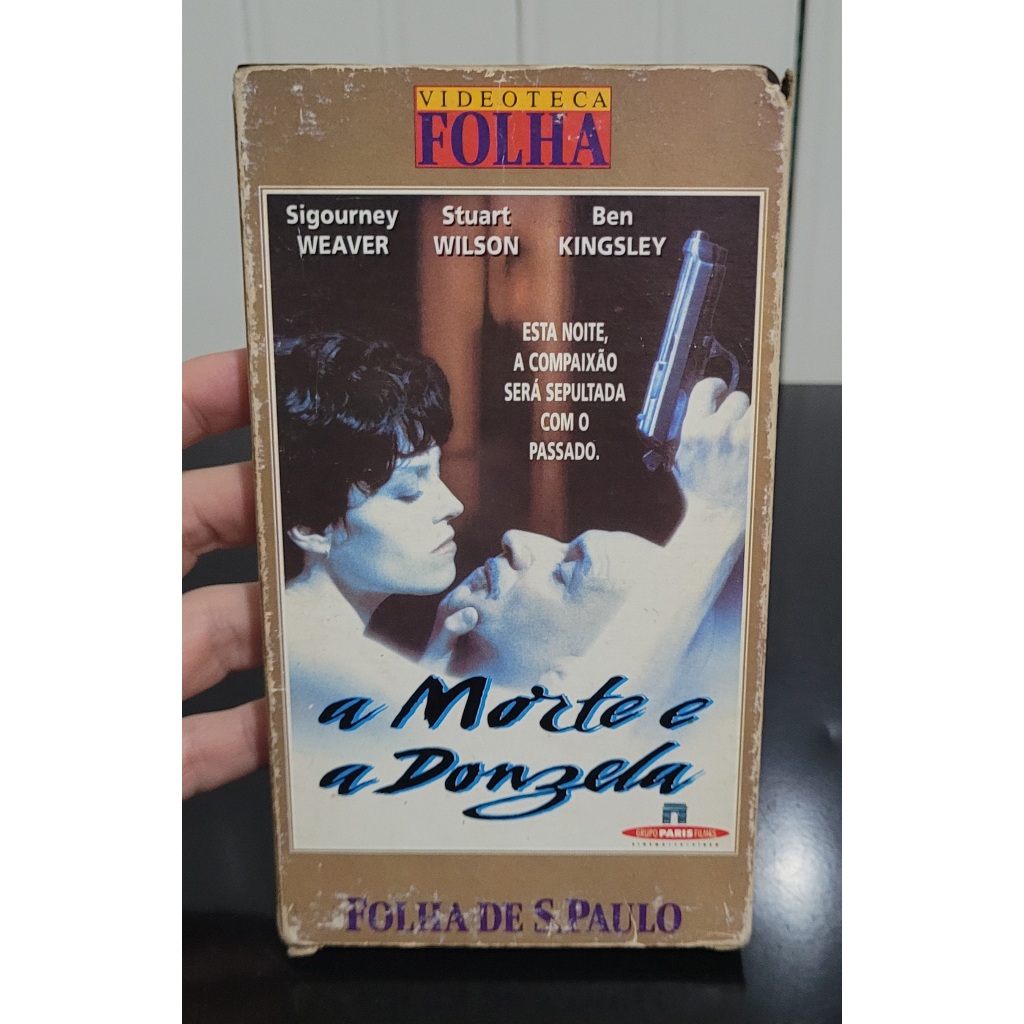 VIDEOTECA
FOLHA
Sigourney WEAVER
Stuart WILSON
Ben KINGSLEY
ESTA NOITE,
A COMPAIXÃO
SERÁ SEPULTADA
COM O
PASSADO.
a Morte e
a Donzela
GRUPO PARIS FILMES
FOLHA DE S.PAULO